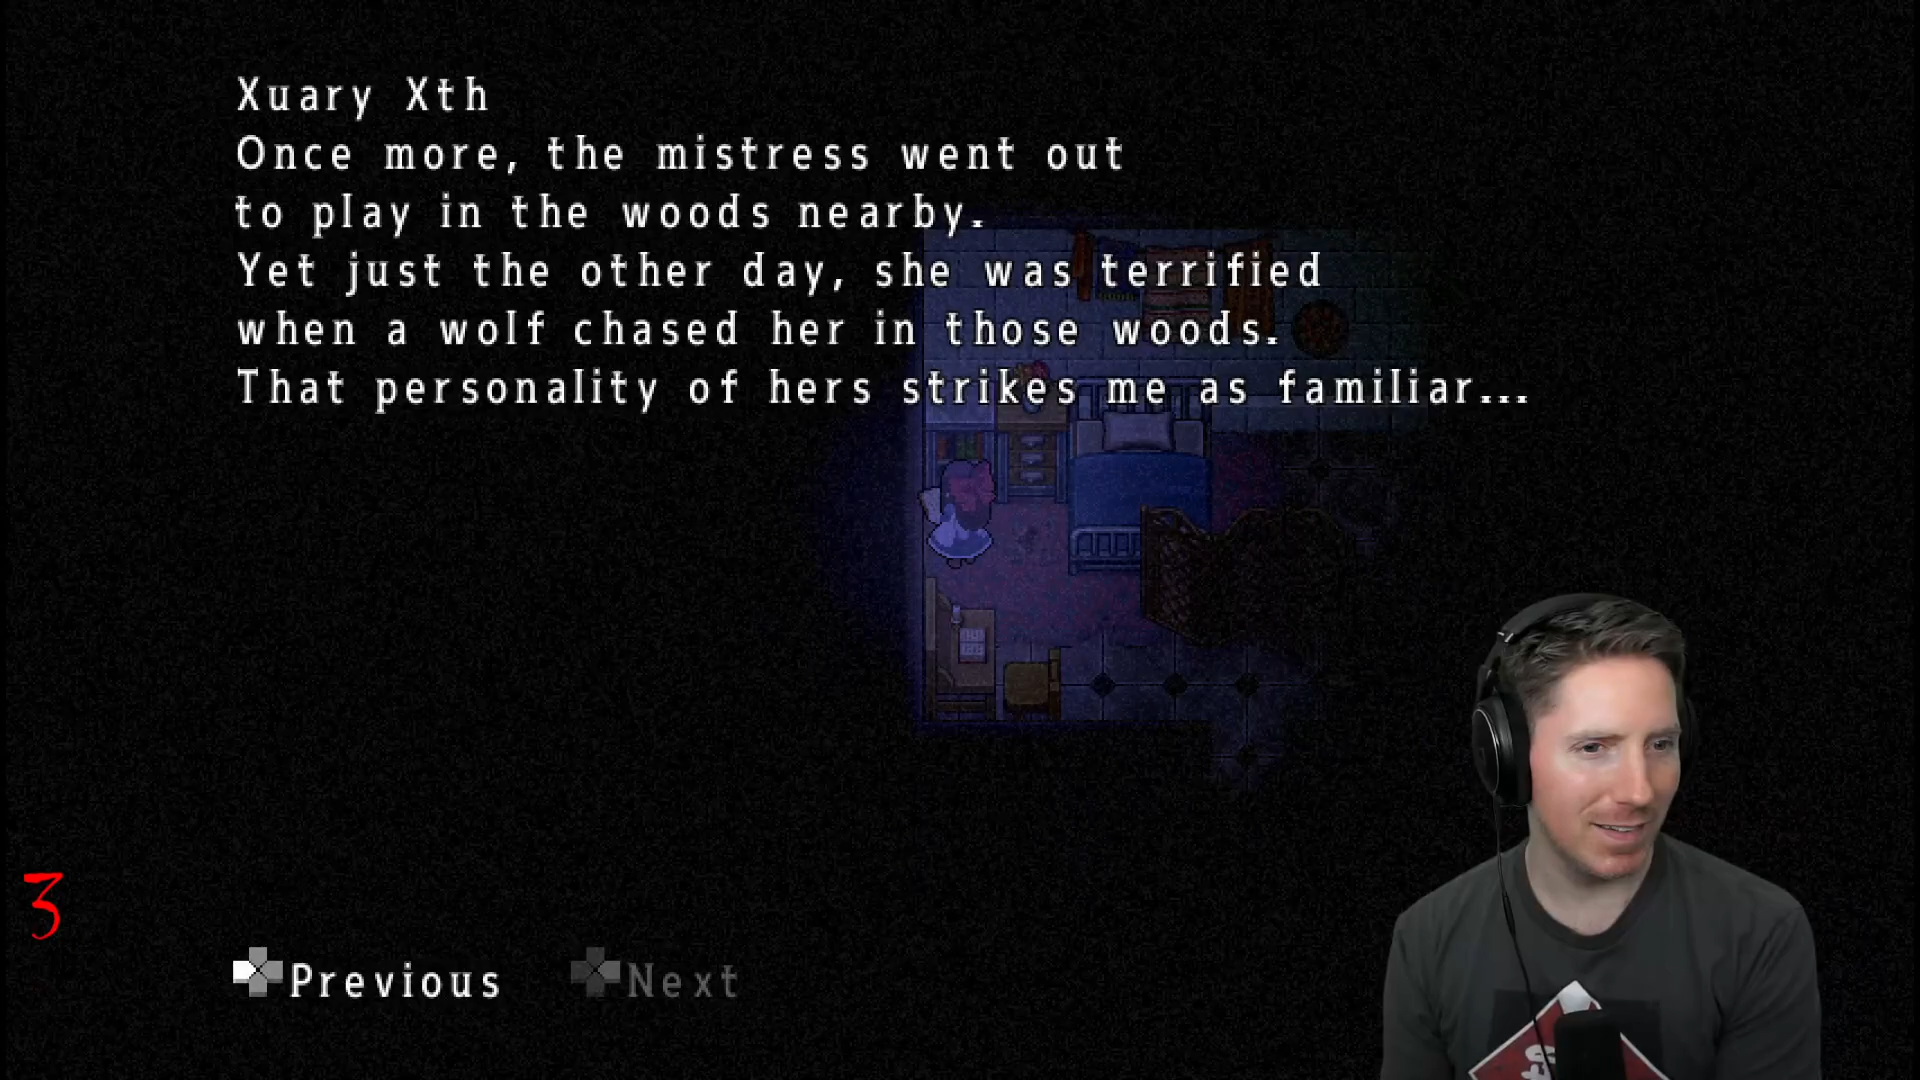 Xuary Xth
Once more, the mistress went out
to play in the woods nearby.
Yet just the other day, she was terrified
when a wolf chased her in those woods.
That personality of hers strikes me as familiar...
3
Previous
Next